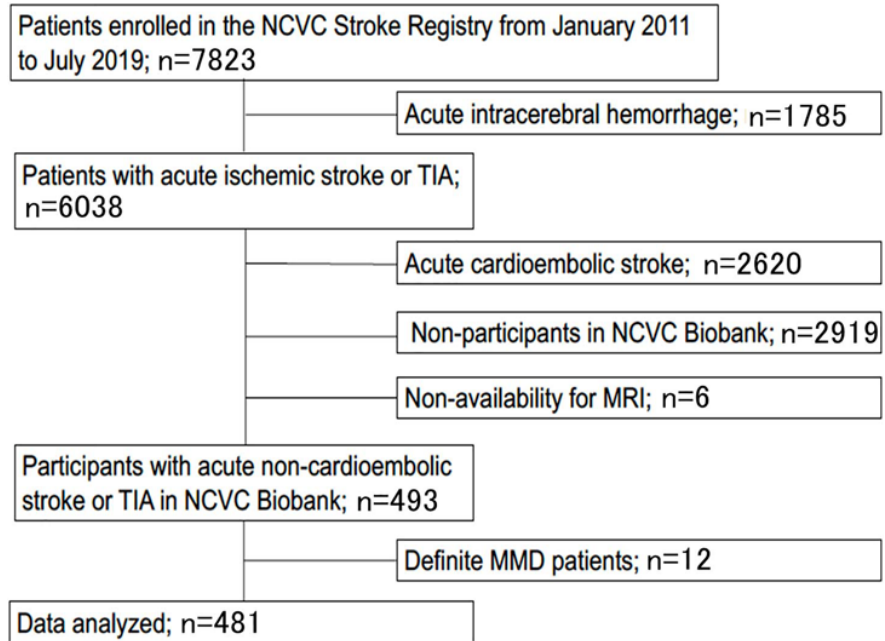 Patients enrolled in the NCVC Stroke Registry from January 2011
to July 2019; n=7823
Acute intracerebral hemorrhage; n=1785
Patients with acute ischemic stroke or TIA;
n=6038
Acute cardioembolic stroke; n=2620
Non-participants in NCVC Biobank; n=2919
Non-availability for MRI; n=6
Participants with acute non-cardioembolic
stroke or TIA in NCVC Biobank; n=493
Definite MMD patients; n=12
Data analyzed; n=481